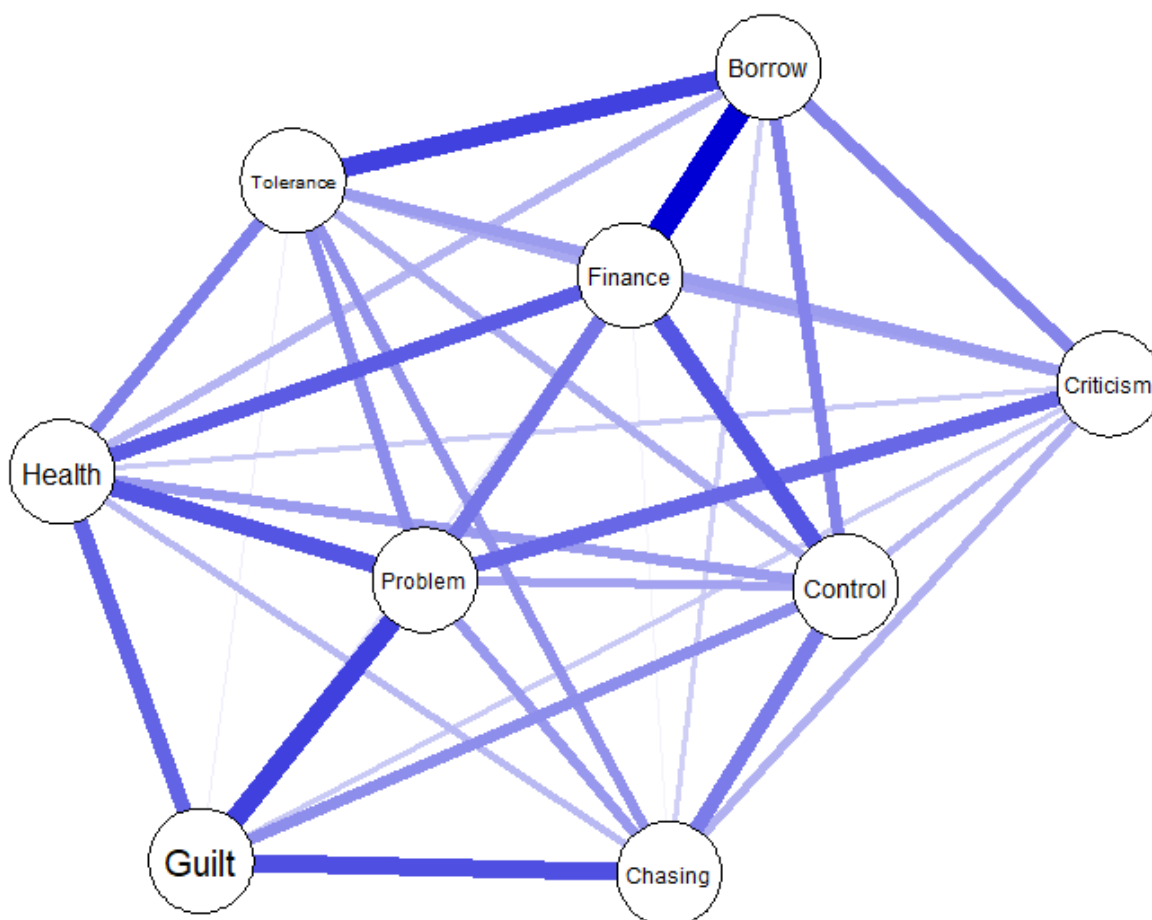 Borrow
Tolerance
Finance
Criticism
Health
Problem
Control
Guilt
Chasing